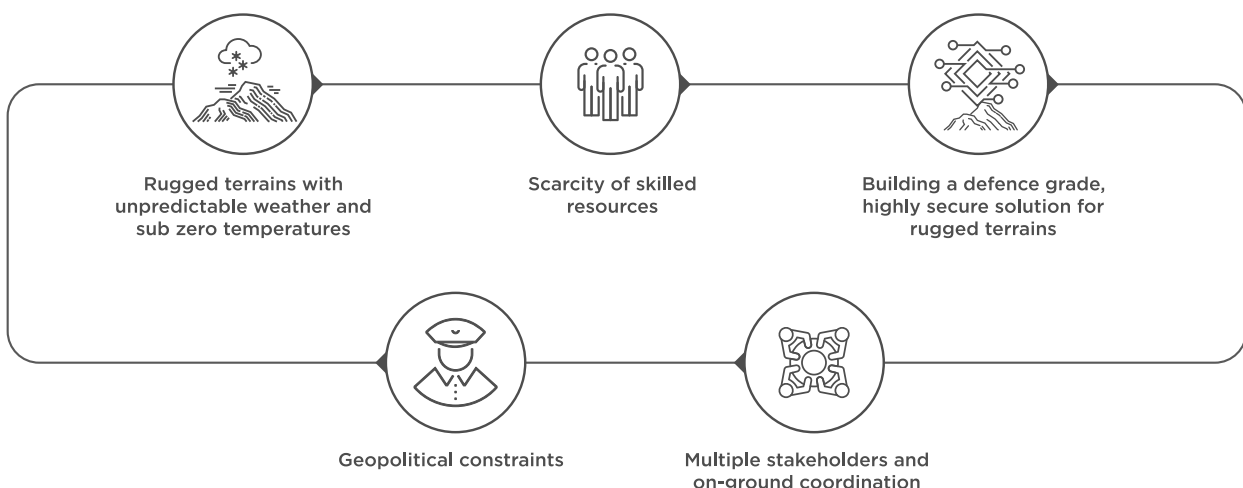 Rugged terrains with
unpredictable weather and
sub zero temperatures
Scarcity of skilled
resources
Building a defence grade,
highly secure solution for
rugged terrains
Geopolitical constraints
Multiple stakeholders and
on-ground coordination